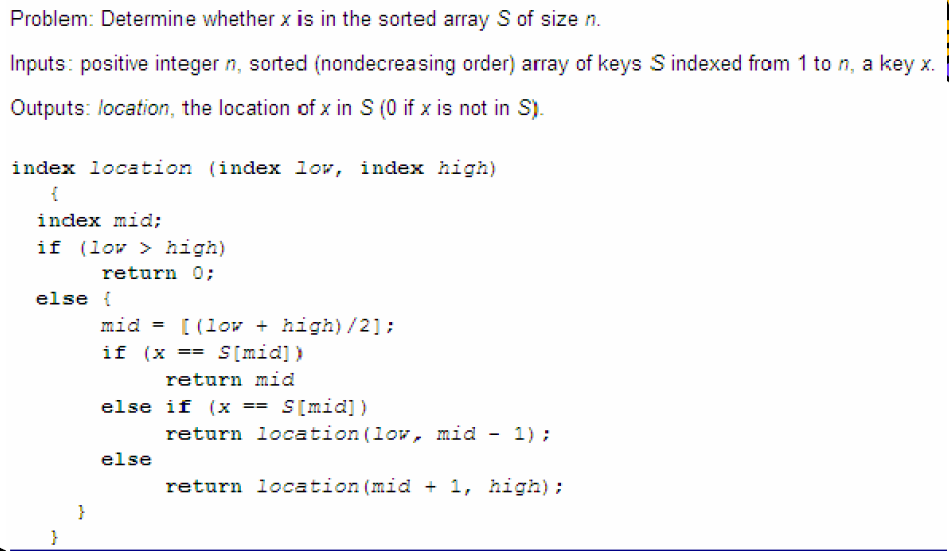 Problem: Determine whether x is in the sorted array S of size n.
Inputs: positive integer n, sorted (nondecreasing order) array of keys S indexed from 1 to n, a key x.
Outputs: location, the location of x in S (0 if x is not in S).
index location (index low, index high)
{
index mid;
if (low > high)
return 0;
else {
mid = [(low + high)/2];
if (x == S[mid])
return mid
else if (x == S[mid])
return location(low, mid - 1);
else
return location(mid + 1, high);
}
}